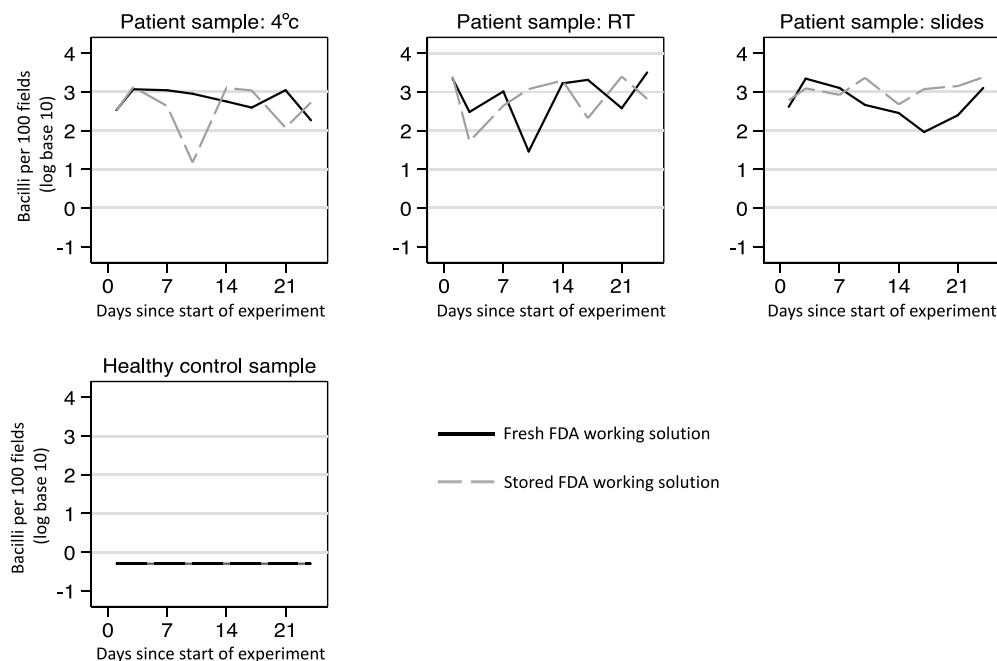 Patient sample: 4°c
Patient sample: RT
Patient sample: slides
Bacilli per 100 fields
(log base 10)
4
3
2
1
0
-1
0 7 14 21
Days since start of experiment
4
3
2
1
0
-1
0 7 14 21
Days since start of experiment
4
3
2
1
0
-1
0 7 14 21
Days since start of experiment
Healthy control sample
Bacilli per 100 fields
(log base 10)
4
3
2
1
0
-1
0 7 14 21
Days since start of experiment
Fresh FDA working solution
Stored FDA working solution